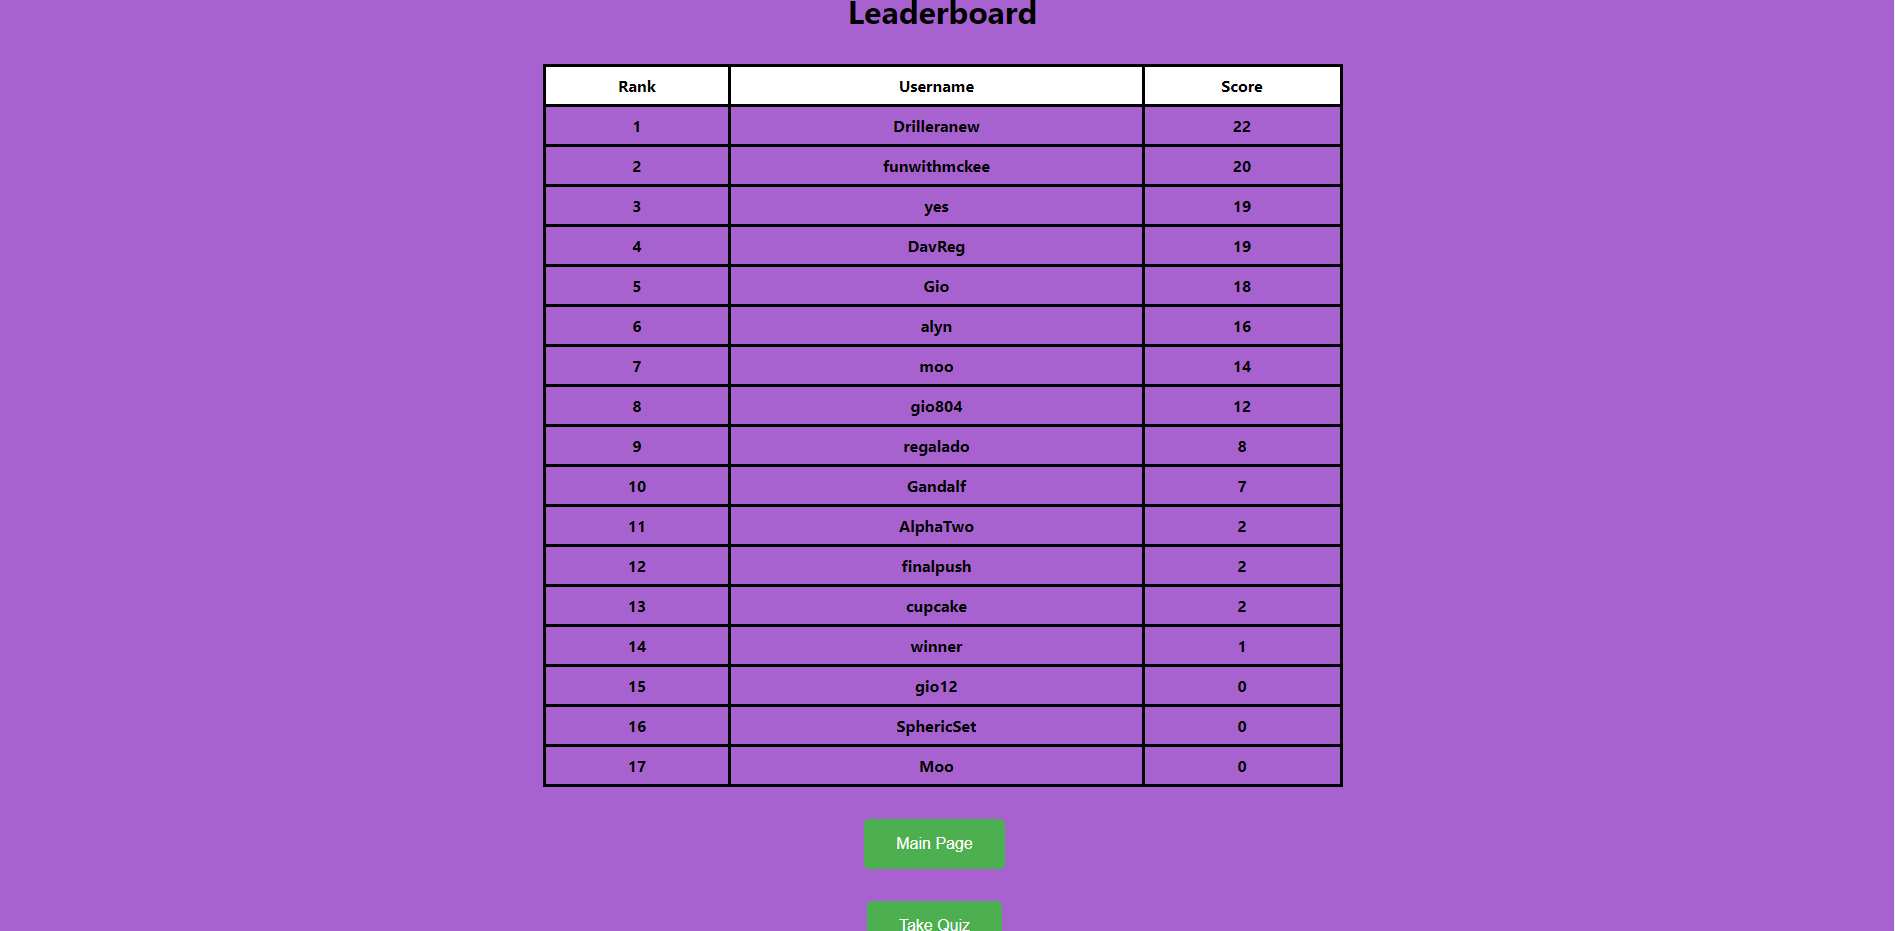 Leaderboard
Rank Username Score
1 Drilleranew 22
2 funwithmckee 20
3 yes 19
4 DavReg 19
5 Gio 18
6 alyn 16
7 moo 14
8 gio804 12
9 regalado 8
10 Gandalf 7
11 AlphaTwo 2
12 finalpush 2
13 cupcake 2
14 winner 1
15 gio12 0
16 SphericSet 0
17 Moo 0
Main Page
Take Quiz